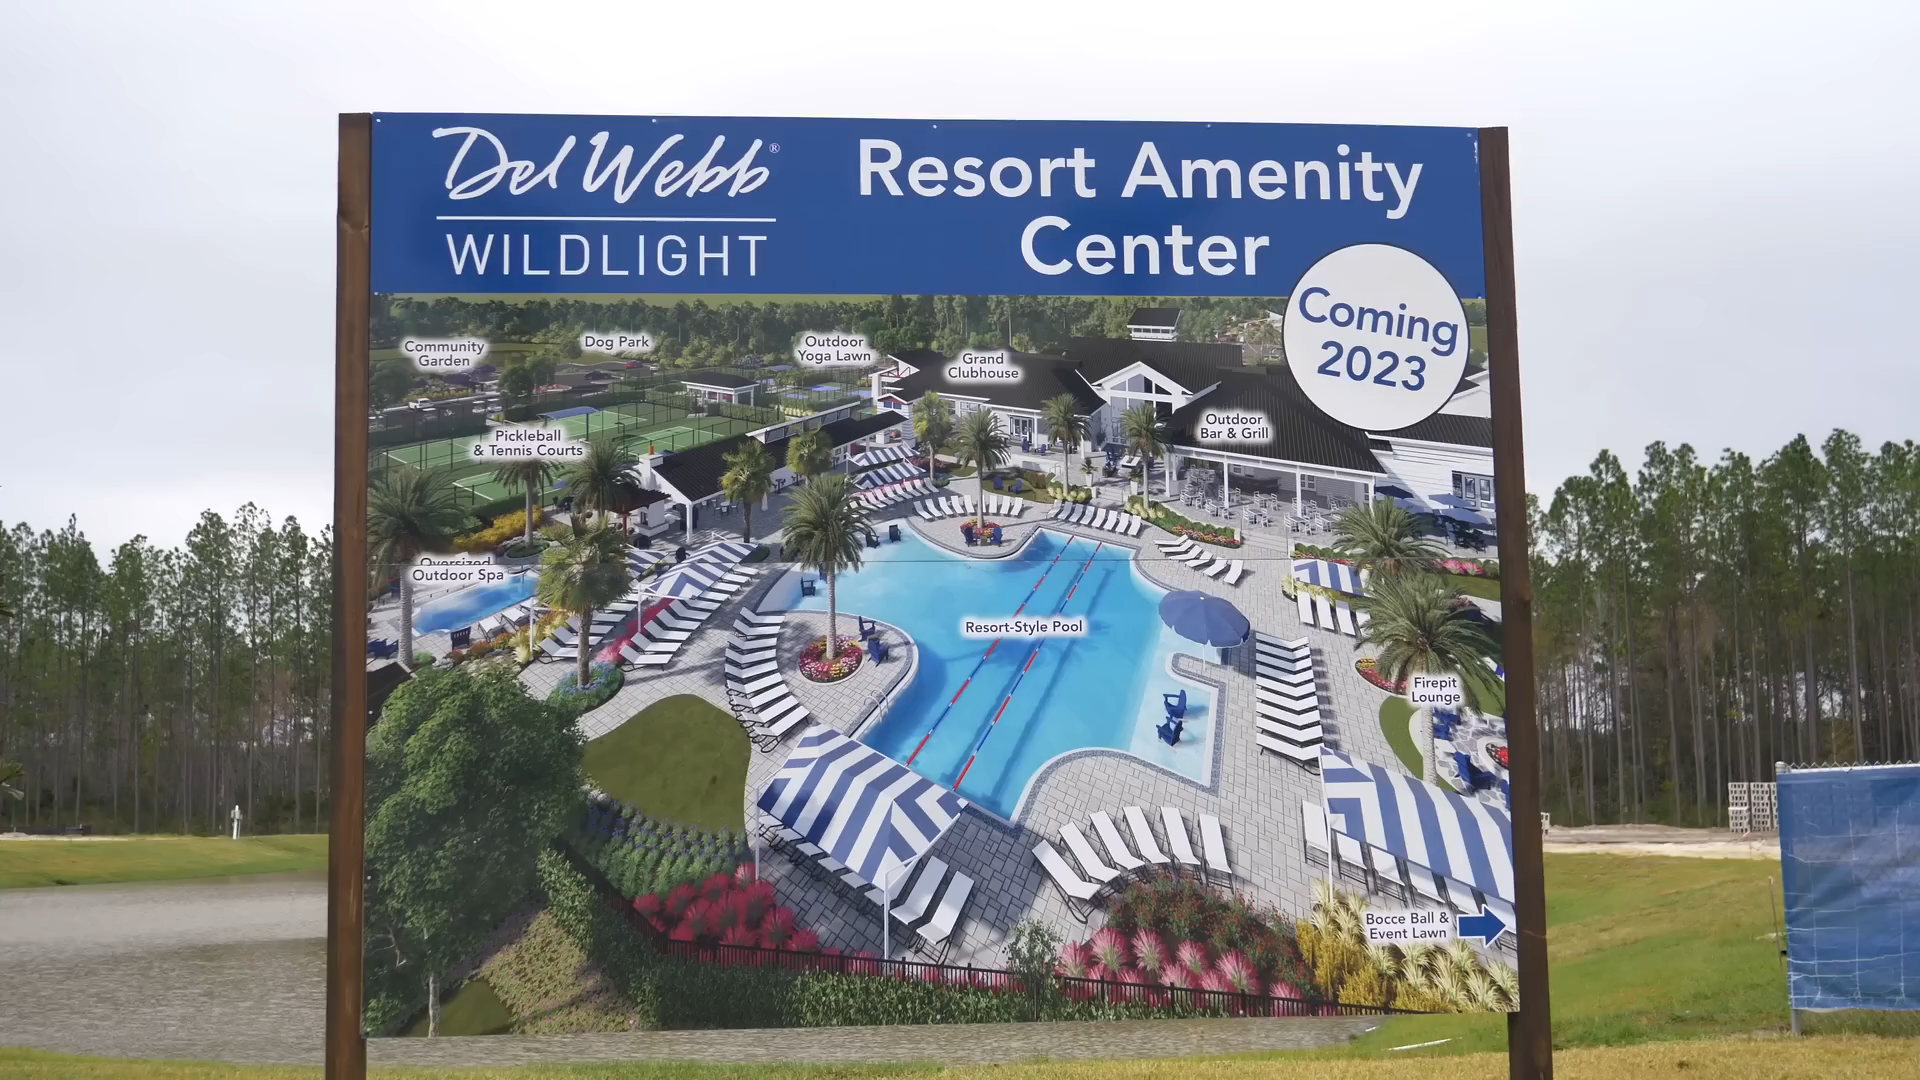 Del Webb®
WILDLIGHT
Resort Amenity
Center
Coming
2023
Community
Garden
Dog Park
Outdoor
Yoga Lawn
Grand
Clubhouse
Outdoor
Bar & Grill
Pickleball
& Tennis Courts
Oversized
Outdoor Spa
Resort-Style Pool
Firepit
Lounge
Bocce Ball &
Event Lawn